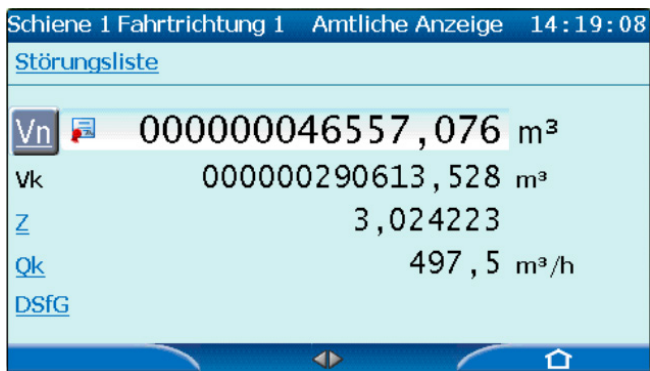 Schiene 1 Fahrtrichtung 1 Amtliche Anzeige 14:19:08
Störungsliste
Vn 000000046557,076 m³
Vk 000000290613,528 m³
Z 3,024223
Qk 497,5 m³/h
DSfG